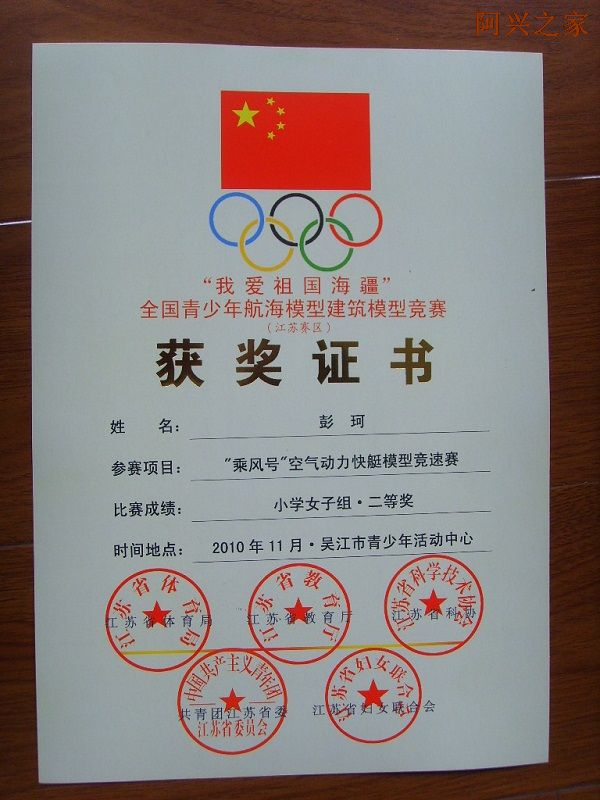 阿兴之家
“我爱祖国海疆”
全国青少年航海模型建筑模型竞赛
(江苏赛区)
获奖证书
姓 名: 彭 珂
参赛项目: "乘风号"空气动力快艇模型竞速赛
比赛成绩: 小学女子组·二等奖
时间地点: 2010年11月·吴江市青少年活动中心
江苏省体育局 江苏省教育厅 江苏省科学技术协会
江苏省体育局 江苏省教育厅 江苏省科协
中国共产主义青年团 江苏省妇女联合会
共青团江苏省委 江苏省妇女联合会
江苏省委员会